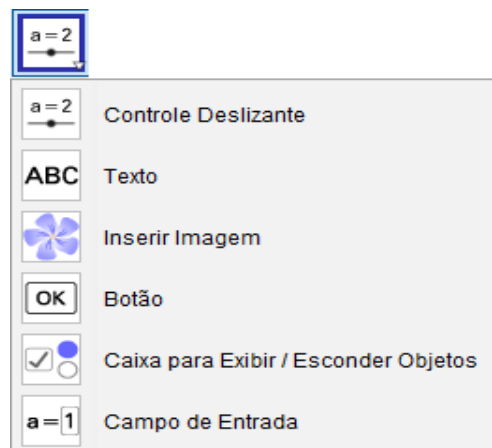 a = 2
a = 2 Controle Deslizante
ABC Texto
Inserir Imagem
OK Botão
Caixa para Exibir / Esconder Objetos
a = 1 Campo de Entrada